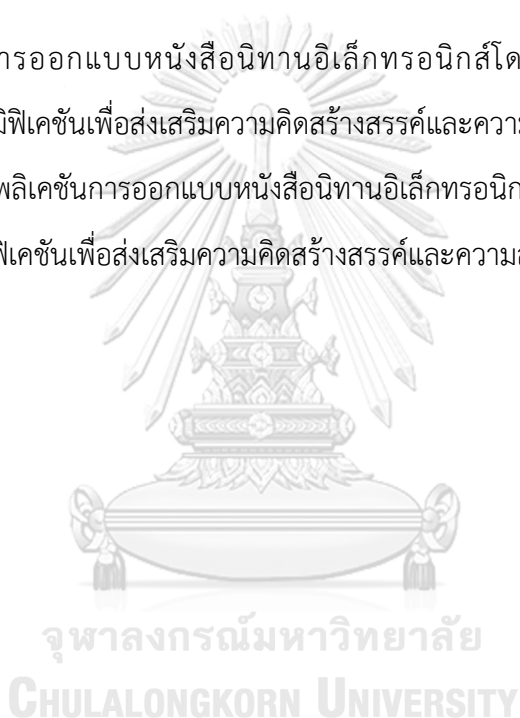 ารออกแบบหนังสือนิทานอิเล็กทรอนิกส์โด
มิฟิเคชันเพื่อส่งเสริมความคิดสร้างสรรค์และควา
พลิเคชันการออกแบบหนังสือนิทานอิเล็กทรอนิก
ฟิเคชันเพื่อส่งเสริมความคิดสร้างสรรค์และความส
จุฬาลงกรณ์มหาวิทยาลัย
CHULALONGKORN UNIVERSITY